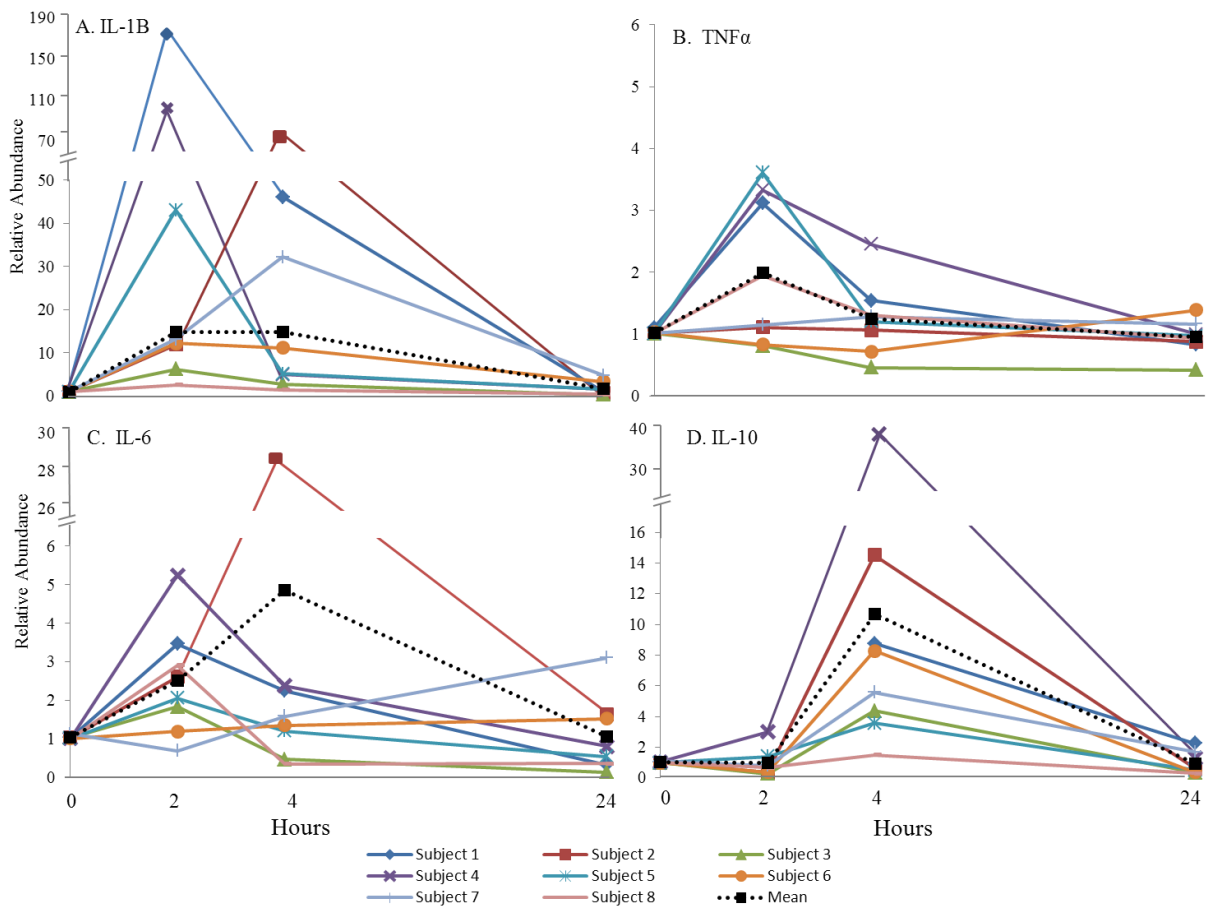 A. IL-1B
190
150
110
70
50
40
30
20
10
0
Relative Abundance
B. TNFα
6
5
4
3
2
1
0
C. IL-6
30
28
26
6
5
4
3
2
1
0
Relative Abundance
0 2 4 24
Hours
D. IL-10
40
30
16
14
12
10
8
6
4
2
0
0 2 4 24
Hours
Subject 1 Subject 2 Subject 3
Subject 4 Subject 5 Subject 6
Subject 7 Subject 8 Mean